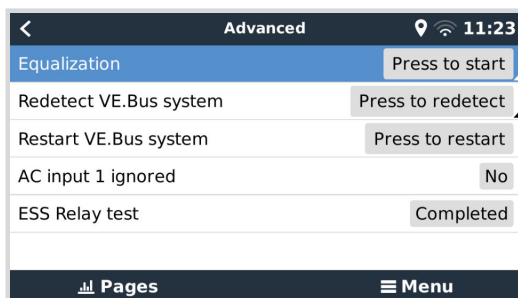 Advanced 11:23
Equalization Press to start
Redetect VE.Bus system Press to redetect
Restart VE.Bus system Press to restart
AC input 1 ignored No
ESS Relay test Completed
Pages Menu